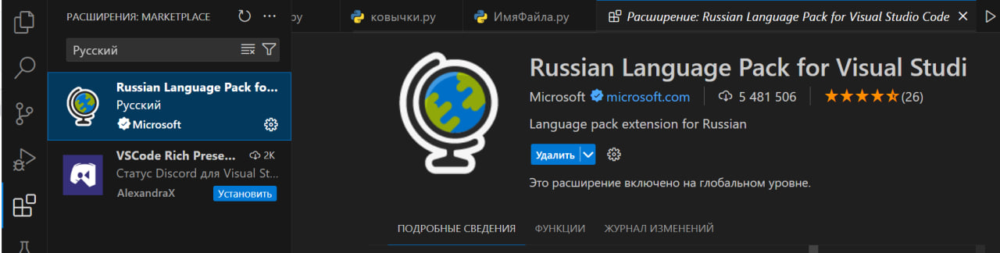 РАСШИРЕНИЯ: MARKETPLACE
Русский
Russian Language Pack fo...
Русский
Microsoft
VSCode Rich Prese...
2K
Статус Discord для Visual St...
AlexandraX
Установить
ру
ковычки.py
ИмяФайла.py
Расширение: Russian Language Pack for Visual Studio Code
Russian Language Pack for Visual Studi
Microsoft microsoft.com 5 481 506 (26)
Language pack extension for Russian
Удалить
Это расширение включено на глобальном уровне.
ПОДРОБНЫЕ СВЕДЕНИЯ ФУНКЦИИ ЖУРНАЛ ИЗМЕНЕНИЙ